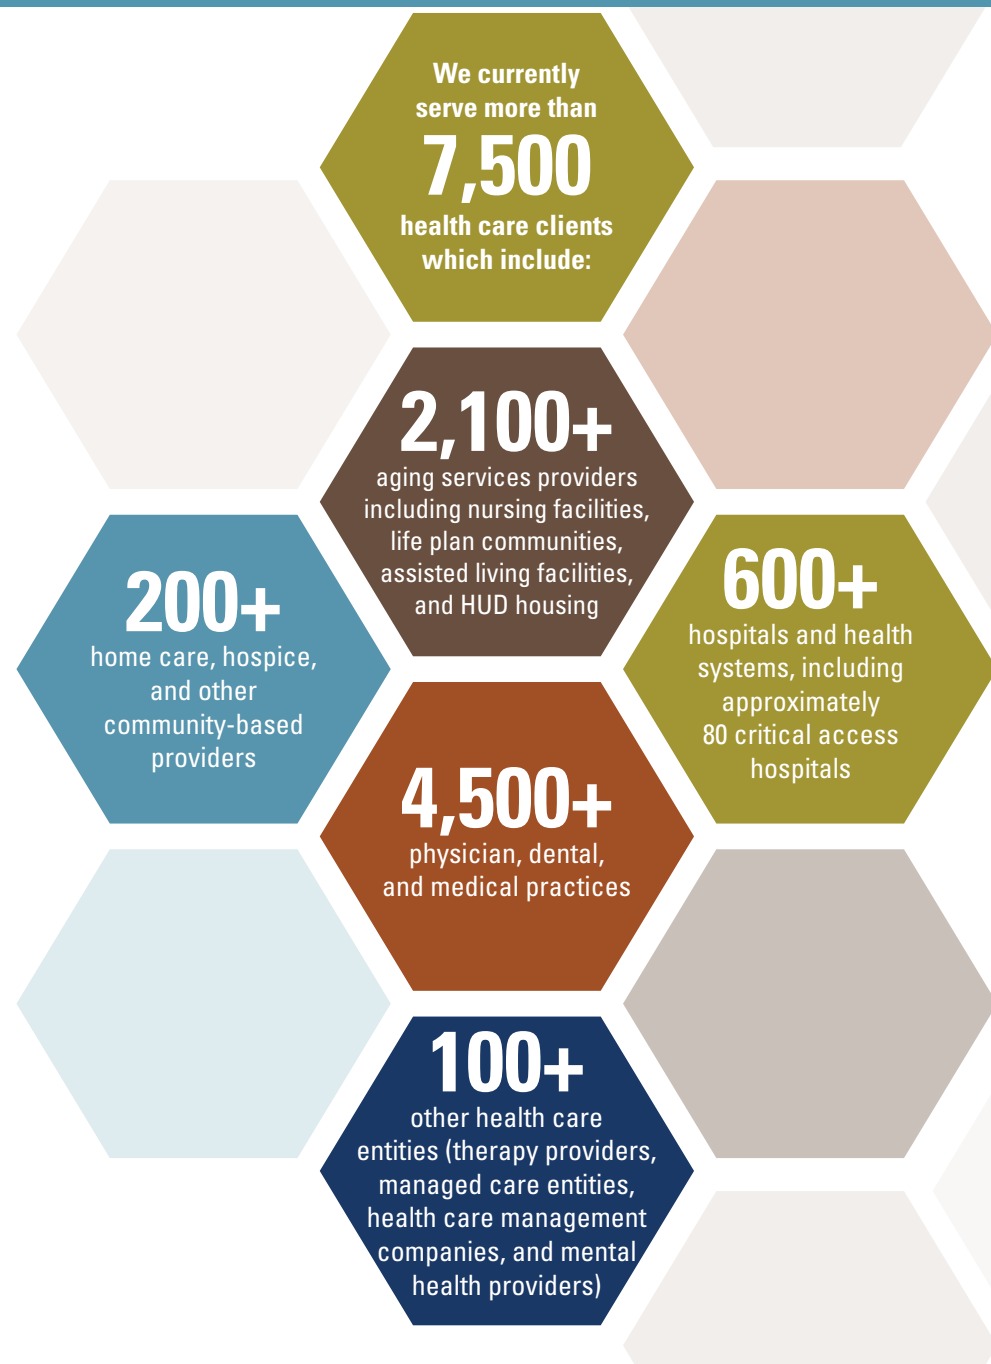 We currently
serve more than
7,500
health care clients
which include:
2,100+
aging services providers
including nursing facilities,
life plan communities,
assisted living facilities,
and HUD housing
200+
home care, hospice,
and other
community-based
providers
600+
hospitals and health
systems, including
approximately
80 critical access
hospitals
4,500+
physician, dental,
and medical practices
100+
other health care
entities (therapy providers,
managed care entities,
health care management
companies, and mental
health providers)